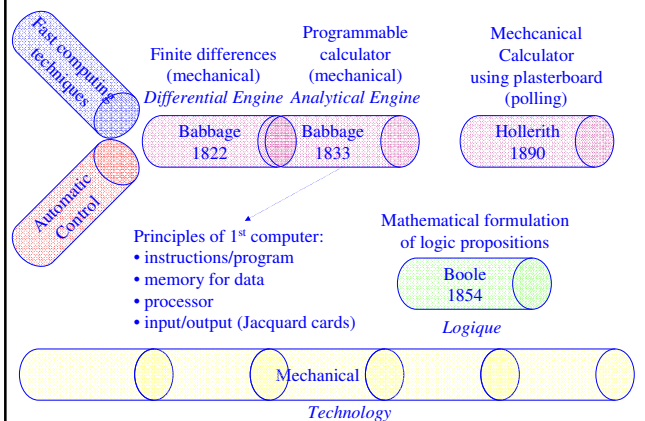 Fast computing
techniques
Automatic
Control
Finite differences
(mechanical)
Differential Engine
Babbage
1822
Programmable
calculator
(mechanical)
Analytical Engine
Babbage
1833
Mechcanical
Calculator
using plasterboard
(polling)
Hollerith
1890
Principles of 1st computer:
• instructions/program
• memory for data
• processor
• input/output (Jacquard cards)
Mathematical formulation
of logic propositions
Boole
1854
Logique
Mechanical
Technology